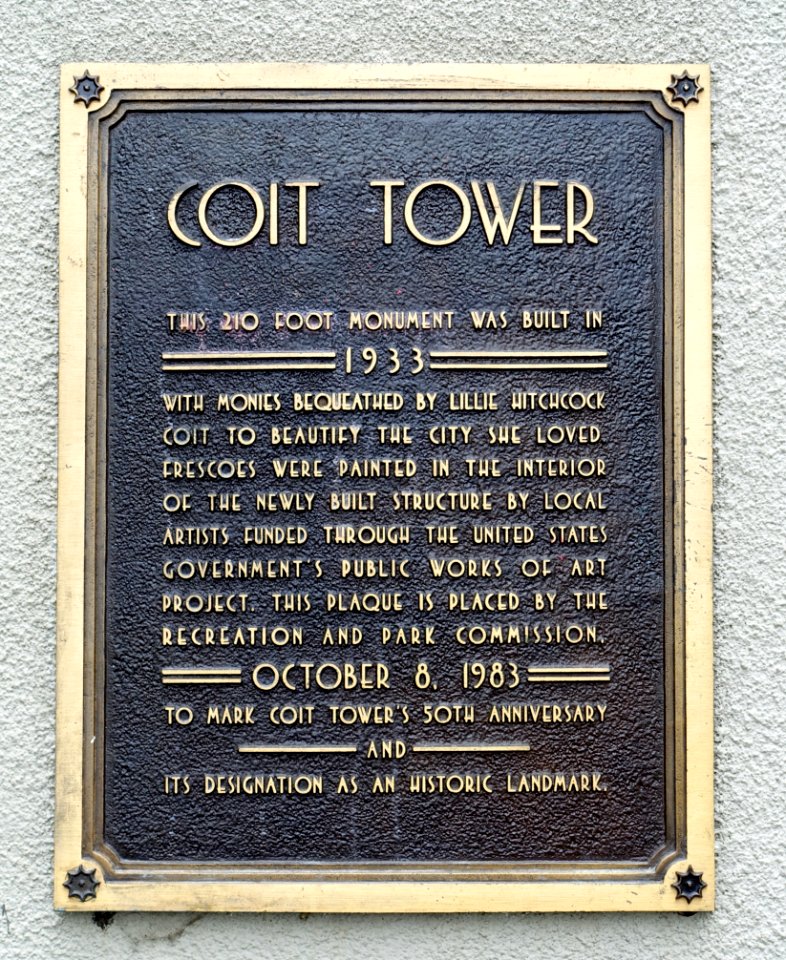 COIT TOWER
THIS 210 FOOT MONUMENT WAS BUILT IN
1933
WITH MONIES BEQUEATHED BY LILLIE HITCHCOCK
COIT TO BEAUTIFY THE CITY SHE LOVED.
FRESCOES WERE PAINTED IN THE INTERIOR
OF THE NEWLY BUILT STRUCTURE BY LOCAL
ARTISTS FUNDED THROUGH THE UNITED STATES
GOVERNMENT'S PUBLIC WORKS OF ART
PROJECT. THIS PLAQUE IS PLACED BY THE
RECREATION AND PARK COMMISSION,
OCTOBER 8, 1983
TO MARK COIT TOWER'S 50TH ANNIVERSARY
AND
ITS DESIGNATION AS AN HISTORIC LANDMARK.